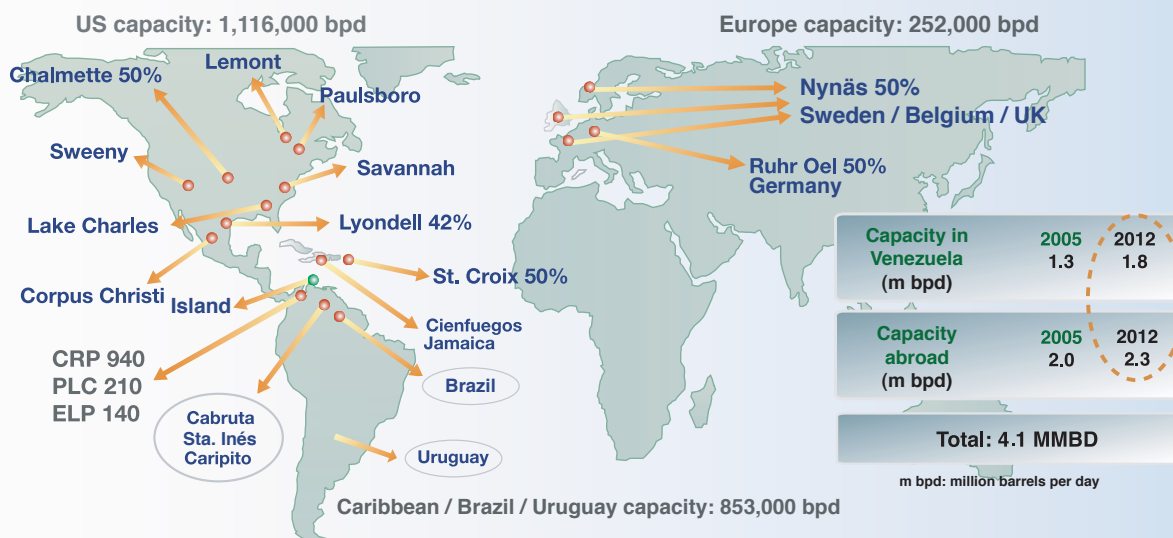 US capacity: 1,116,000 bpd
Europe capacity: 252,000 bpd
Lemont
Chalmette 50%
Paulsboro
Sweeny
Savannah
Lake Charles
Lyondell 42%
Corpus Christi
Island
St. Croix 50%
Cienfuegos
Jamaica
CRP 940
PLC 210
ELP 140
Cabruta
Sta. Inés
Caripito
Brazil
Uruguay
Nynäs 50%
Sweden / Belgium / UK
Ruhr Oel 50%
Germany
Capacity in 2005 2012
Venezuela 1.3 1.8
(m bpd)
Capacity 2005 2012
abroad 2.0 2.3
(m bpd)
Total: 4.1 MMBD
m bpd: million barrels per day
Caribbean / Brazil / Uruguay capacity: 853,000 bpd